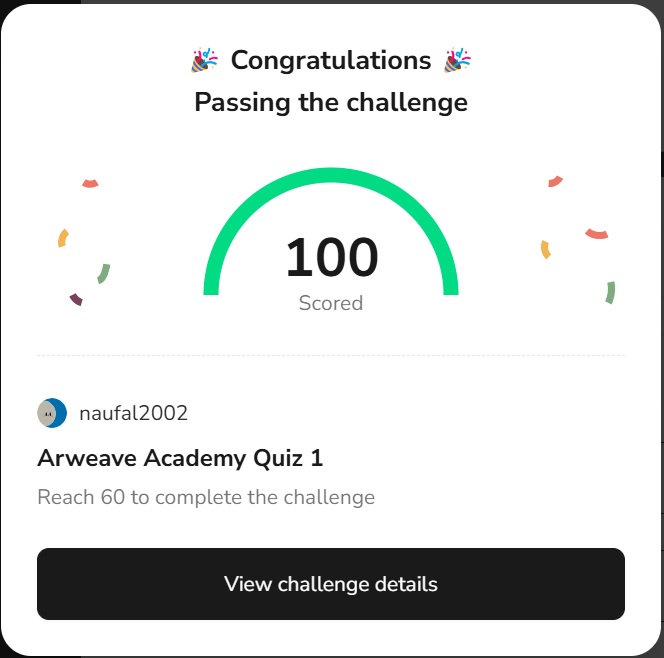 🎉 Congratulations 🎉
Passing the challenge
100
Scored
naufal2002
Arweave Academy Quiz 1
Reach 60 to complete the challenge
View challenge details